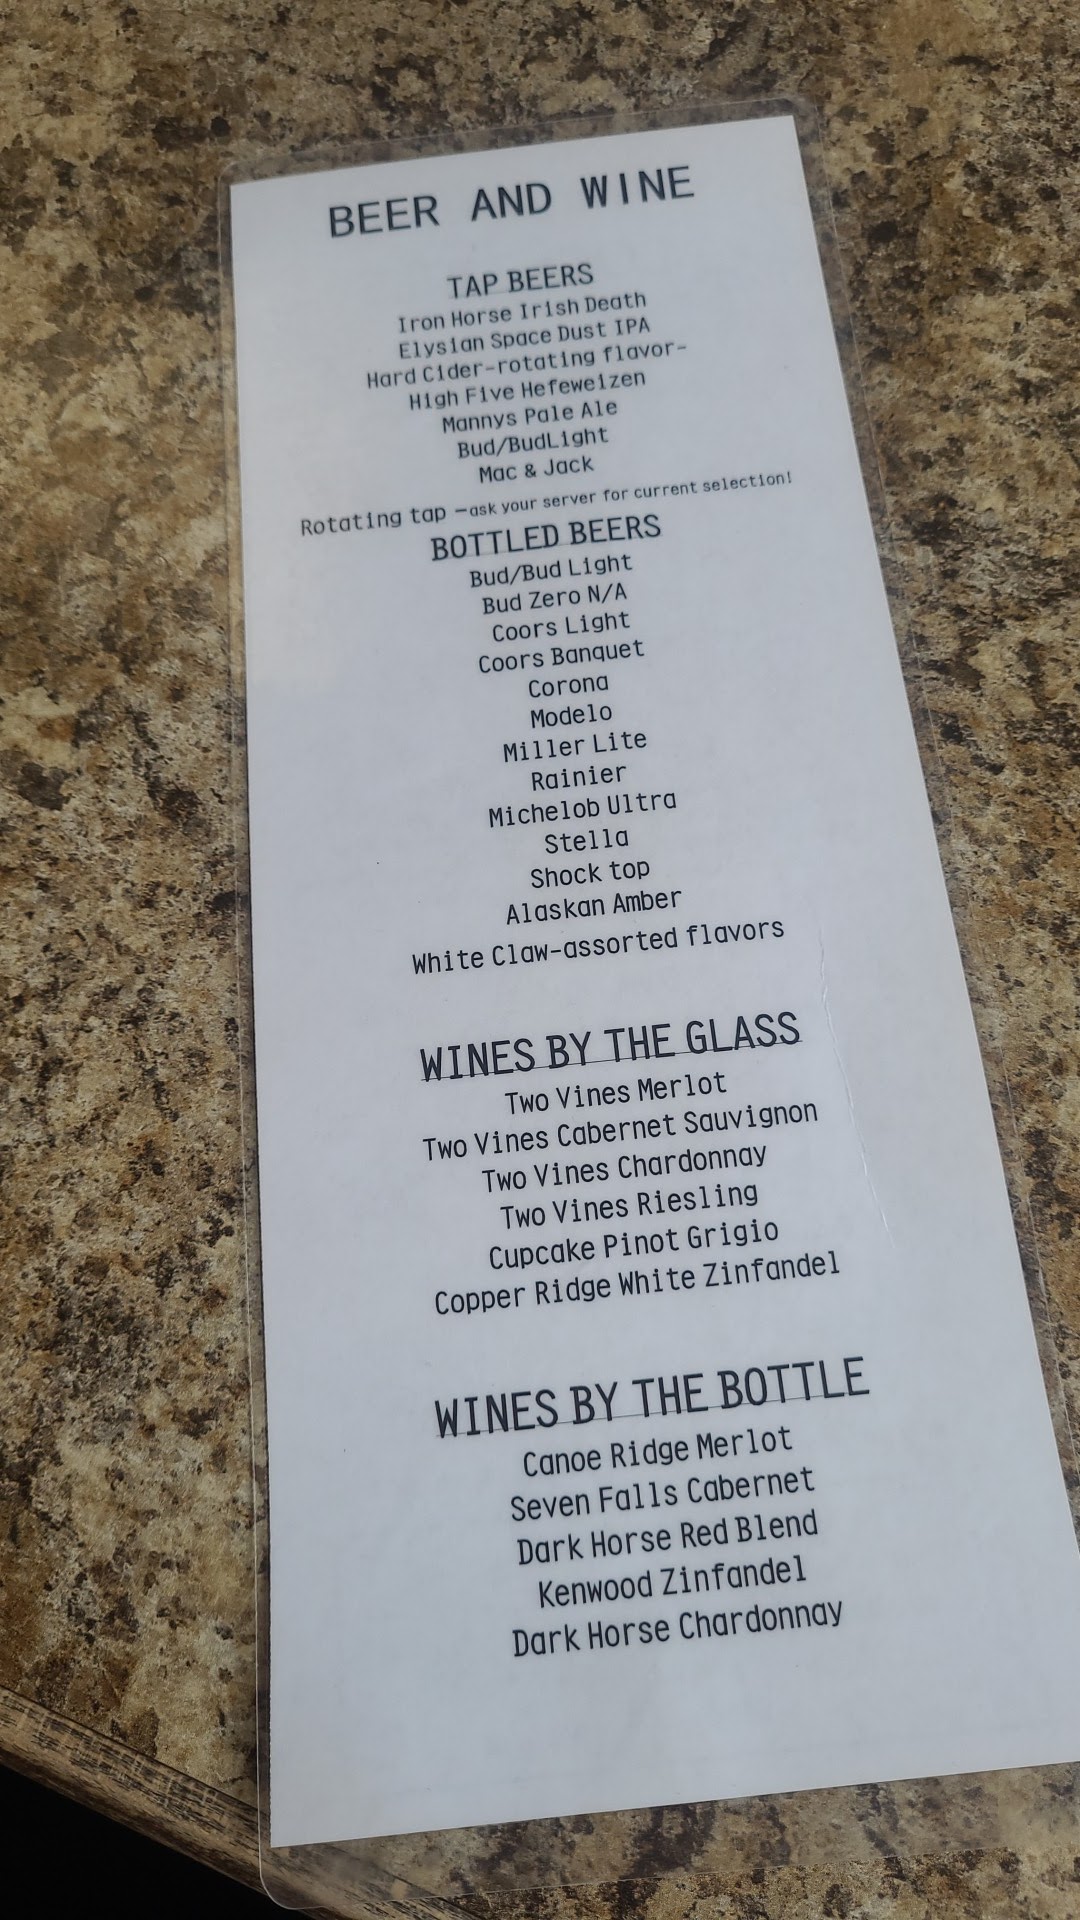 BEER AND WINE
TAP BEERS
Iron Horse Irish Death
Elysian Space Dust IPA
Hard Cider-rotating flavor-
High Five Hefeweizen
Mannys Pale Ale
Bud/BudLight
Mac & Jack
Rotating tap -ask your server for current selection!
BOTTLED BEERS
Bud/Bud Light
Bud Zero N/A
Coors Light
Coors Banquet
Corona
Modelo
Miller Lite
Rainier
Michelob Ultra
Stella
Shock top
Alaskan Amber
White Claw-assorted flavors
WINES BY THE GLASS
Two Vines Merlot
Two Vines Cabernet Sauvignon
Two Vines Chardonnay
Two Vines Riesling
Cupcake Pinot Grigio
Copper Ridge White Zinfandel
WINES BY THE BOTTLE
Canoe Ridge Merlot
Seven Falls Cabernet
Dark Horse Red Blend
Kenwood Zinfandel
Dark Horse Chardonnay